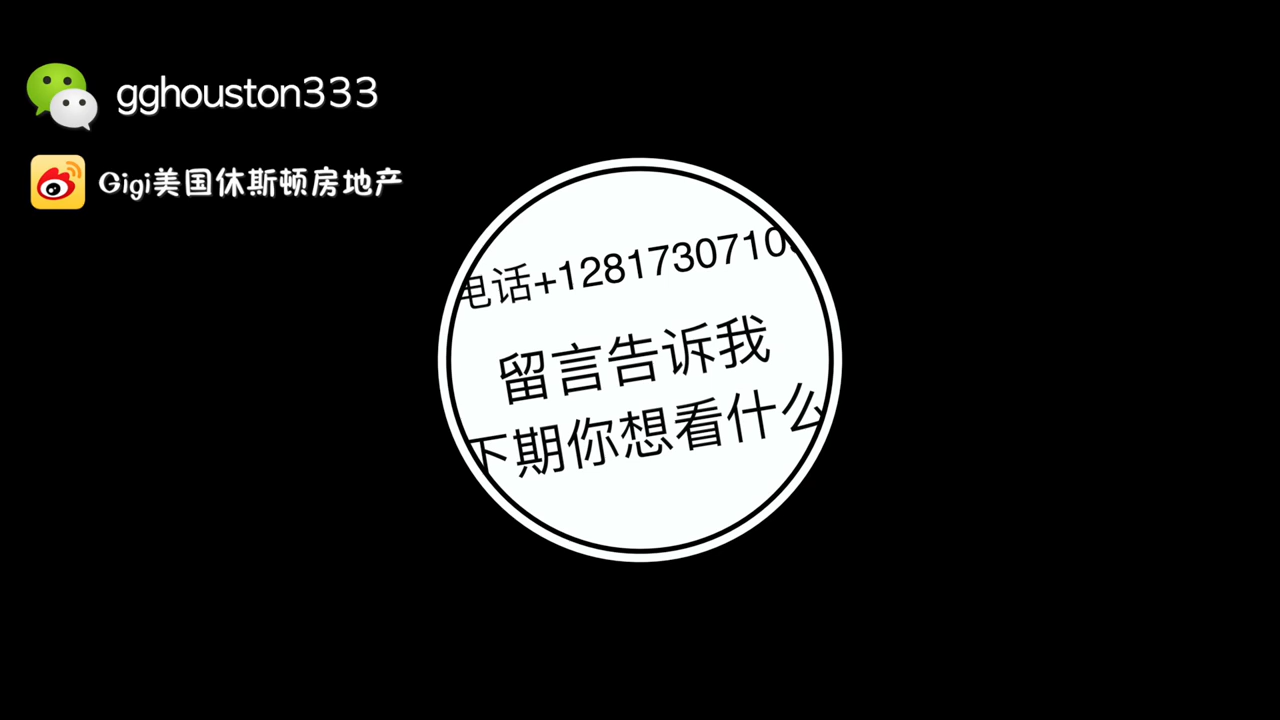 gghouston333
Gigi美国休斯顿房地产
电话+1281730710
留言告诉我
下期你想看什么